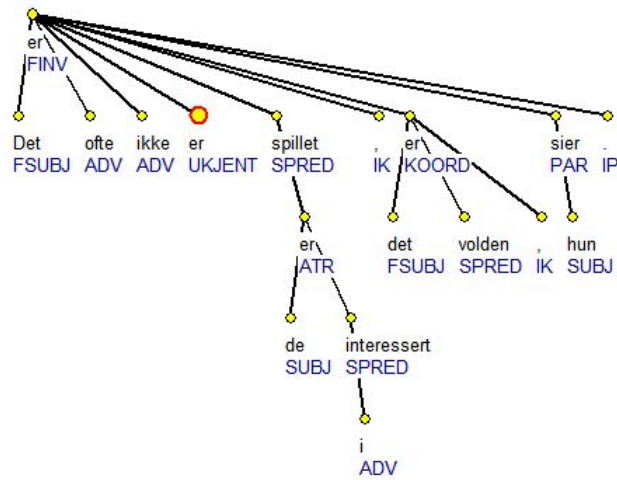 er
FINV
Det ofte ikke er spillet , er sier .
FSUBJ ADV ADV UKJENT SPRED IK KOORD PAR IP
er det volden , hun
ATR FSUBJ SPRED IK SUBJ
de interessert
SUBJ SPRED
i
ADV